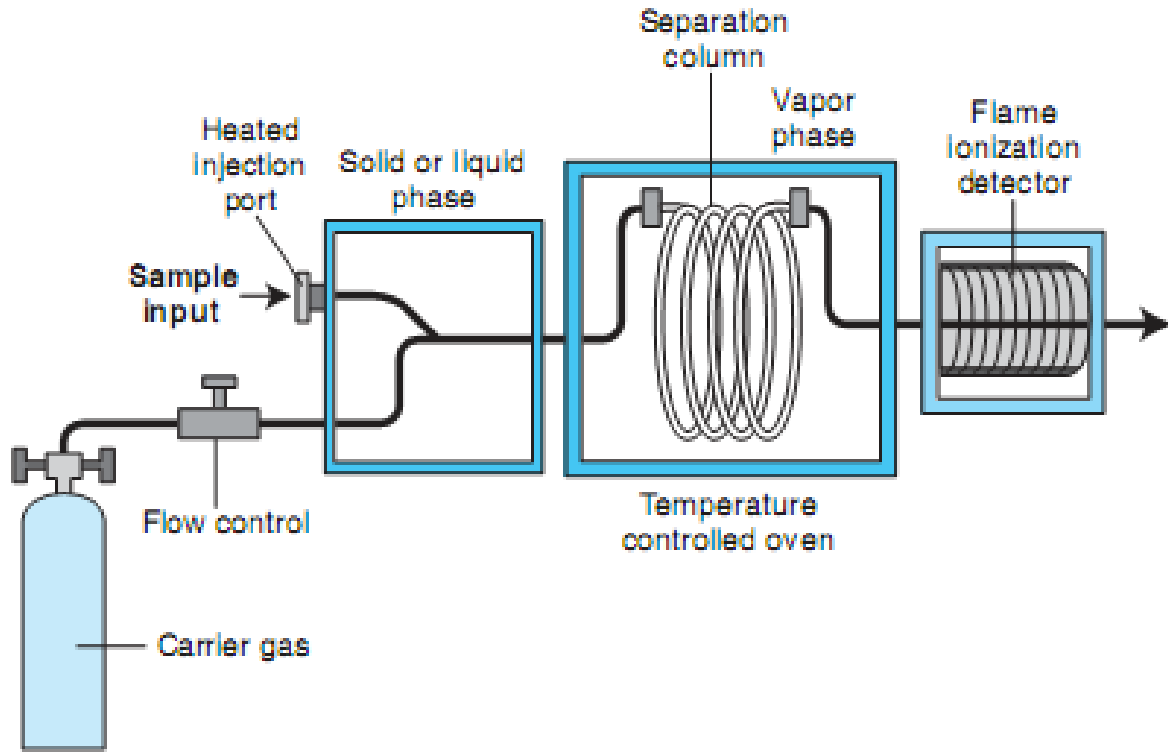 Separation
column
Vapor
phase
Flame
ionization
detector
Heated
injection
port
Solid or liquid
phase
Sample
input
Flow control
Temperature
controlled oven
Carrier gas